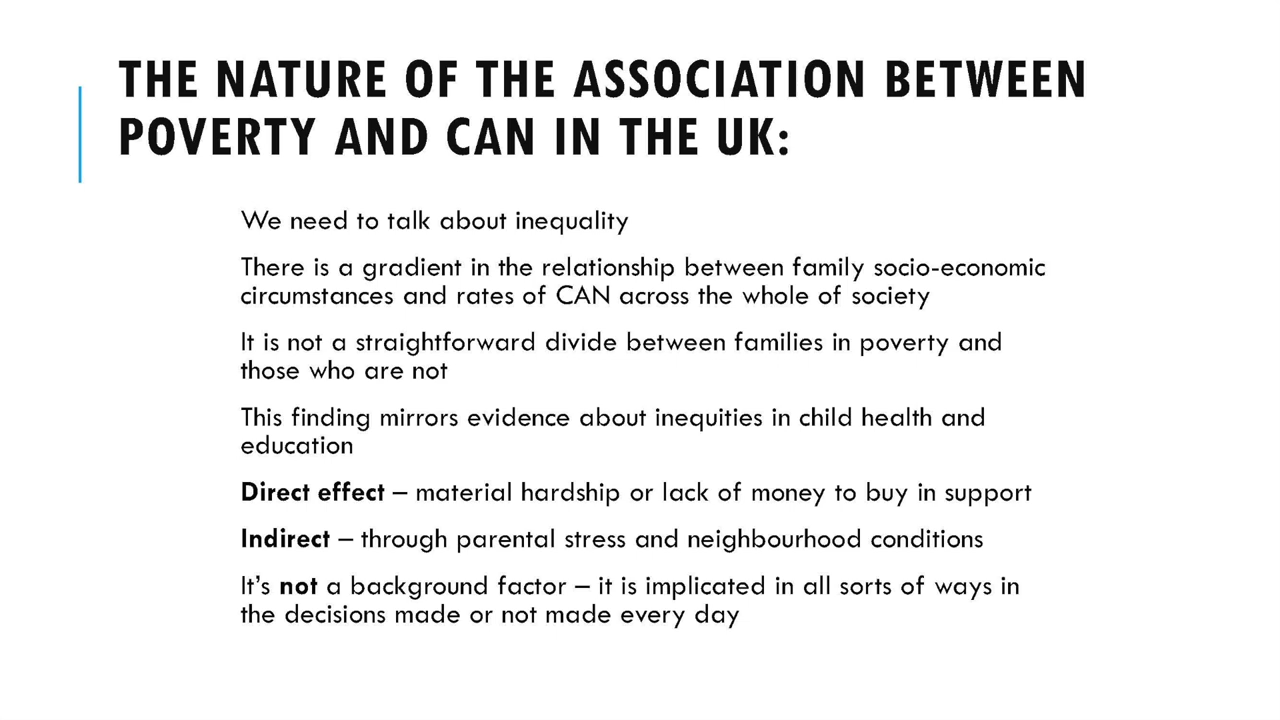 THE NATURE OF THE ASSOCIATION BETWEEN
POVERTY AND CAN IN THE UK:
We need to talk about inequality
There is a gradient in the relationship between family socio-economic
circumstances and rates of CAN across the whole of society
It is not a straightforward divide between families in poverty and
those who are not
This finding mirrors evidence about inequities in child health and
education
Direct effect – material hardship or lack of money to buy in support
Indirect – through parental stress and neighbourhood conditions
It’s not a background factor – it is implicated in all sorts of ways in
the decisions made or not made every day